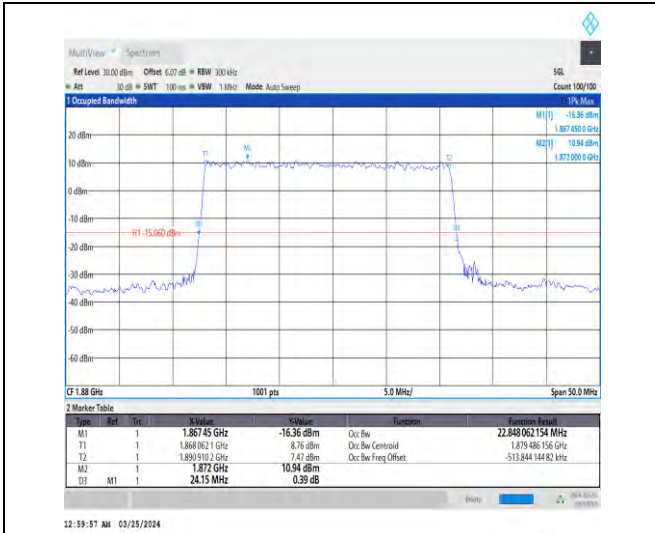 MultiView Spectrum
Ref Level 30.00 dBm Offset 6.07 dB RBW 300 kHz SGL
Att 30 dB SWT 100 ms VBW 1 MHz Mode Auto Sweep Count 100/100
1 Occupied Bandwidth 1Pk Max
M1[1] -16.36 dBm
1.867 450 0 GHz
M2[1] 10.94 dBm
1.872 000 0 GHz
20 dBm
T1 T2
10 dBm
0 dBm
-10 dBm
H1 -15.060 dBm
-20 dBm
-30 dBm
-40 dBm
-50 dBm
-60 dBm
CF 1.88 GHz 1001 pts 5.0 MHz/ Span 50.0 MHz
2 Marker Table
Type Ref Trc X-Value Y-Value Function Function Result
M1 1 1.867 45 GHz -16.36 dBm Occ Bw 22.848 062 154 MHz
T1 1 1.868 062 1 GHz 8.76 dBm Occ Bw Centroid 1.879 486 156 GHz
T2 1 1.890 910 2 GHz 7.47 dBm Occ Bw Freq Offset -513.844 144 82 kHz
M2 1 1.872 GHz 10.94 dBm
D3 M1 1 24.15 MHz 0.39 dB
12:59:57 AM 03/25/2024